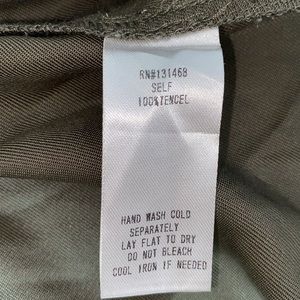 RN#131468
SELF
100%TENCEL
HAND WASH COLD
SEPARATELY
LAY FLAT TO DRY
DO NOT BLEACH
COOL IRON IF NEEDED